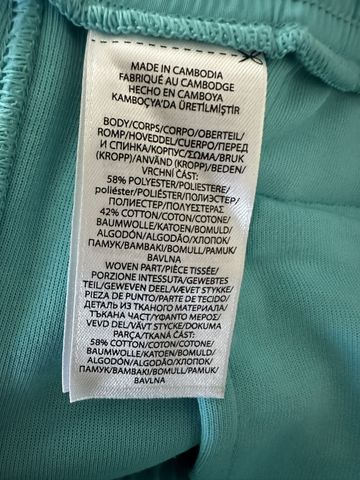 MADE IN CAMBODIA
FABRIQUÉ AU CAMBODGE
HECHO EN CAMBOYA
KAMBOÇYA'DA ÜRETİLMİŞTİR
BODY/CORPS/CORPO/OBERTEIL/
ROMP/HOVEDDEL/CUERPO/ПЕРЕД
И СПИНКА/КОРПУС/ΣΩΜΑ/BRUK
(KROPP)/ANVÄND (KROPP)/BEDEN/
VRCHNÍ ČÁST:
58% POLYESTER/POLIESTERE/
poliéster/POLIÉSTER/ПОЛИЭСТЕР/
ПОЛИЕСТЕР/ΠΟΛΥΕΣΤΕΡΑΣ
42% COTTON/COTON/COTONE/
BAUMWOLLE/KATOEN/BOMULD/
ALGODÓN/ALGODÃO/ХЛОПОК/
ПАМУК/ΒΑΜΒΑΚΙ/BOMULL/PAMUK/
BAVLNA
WOVEN PART/PIÈCE TISSÉE/
PORZIONE INTESSUTA/GEWEBTES
TEIL/GEWEVEN DEEL/VÆVET STYKKE/
PIEZA DE PUNTO/PARTE DE TECIDO/
ДЕТАЛЬ ИЗ ТКАНОГО МАТЕРИАЛА/
ТЪКАНА ЧАСТ/ΥΦΑΝΤΟ ΜΕΡΟΣ/
VEVD DEL/VÄVT STYCKE/DOKUMA
PARÇA/TKANÁ ČÁST:
58% COTTON/COTON/COTONE/
BAUMWOLLE/KATOEN/BOMULD/
ALGODÓN/ALGODÃO/ХЛОПОК/
ПАМУК/ΒΑΜΒΑΚΙ/BOMULL/PAMUK/
BAVLNA